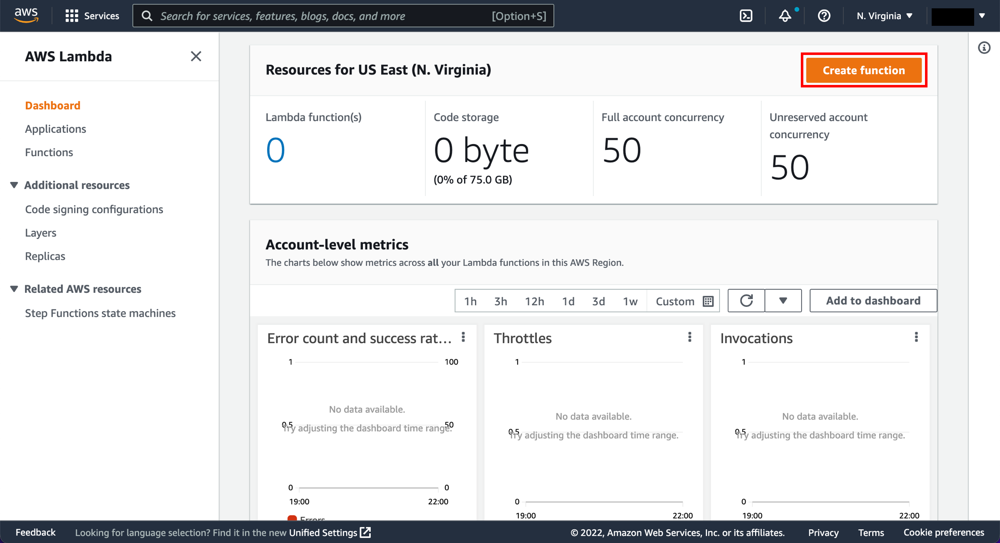 aws
Services
Search for services, features, blogs, docs, and more
[Option+S]
N. Virginia
AWS Lambda
Dashboard
Applications
Functions
Additional resources
Code signing configurations
Layers
Replicas
Related AWS resources
Step Functions state machines
Resources for US East (N. Virginia)
Create function
Lambda function(s)
0
Code storage
0 byte
(0% of 75.0 GB)
Full account concurrency
50
Unreserved account
concurrency
50
Account-level metrics
The charts below show metrics across all your Lambda functions in this AWS Region.
1h 3h 12h 1d 3d 1w Custom
Add to dashboard
Error count and success rat...
1
100
No data available.
0.5
50
Try adjusting the dashboard time range.
0
0
19:00
22:00
Errors
Throttles
1
No data available.
0.5
Try adjusting the dashboard time range.
0
19:00
22:00
Invocations
1
No data available.
0.5
Try adjusting the dashboard time range.
0
19:00
22:00
Feedback
Looking for language selection? Find it in the new Unified Settings
© 2022, Amazon Web Services, Inc. or its affiliates.
Privacy
Terms
Cookie preferences